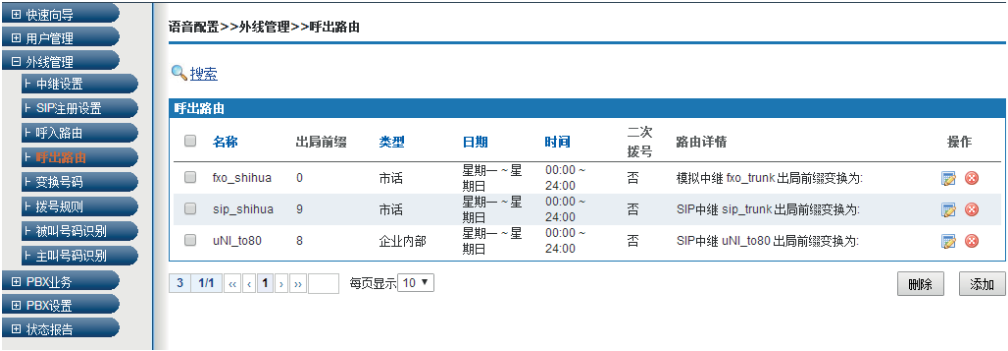 快速向导
用户管理
外线管理
中继设置
SIP注册设置
呼入路由
呼出路由
变换号码
拨号规则
被叫号码识别
主叫号码识别
PBX业务
PBX设置
状态报告
语音配置>>外线管理>>呼出路由
搜索
呼出路由
名称 出局前缀 类型 日期 时间 二次拨号 路由详情 操作
fxo_shihua 0 市话 星期一 ~ 星期日 00:00 ~ 24:00 否 模拟中继 fxo_trunk 出局前缀变换为:
sip_shihua 9 市话 星期一 ~ 星期日 00:00 ~ 24:00 否 SIP中继 sip_trunk 出局前缀变换为:
uNI_to80 8 企业内部 星期一 ~ 星期日 00:00 ~ 24:00 否 SIP中继 uNI_to80 出局前缀变换为:
3 1/1 ‹‹ ‹ 1 › ›› 每页显示 10 删除 添加